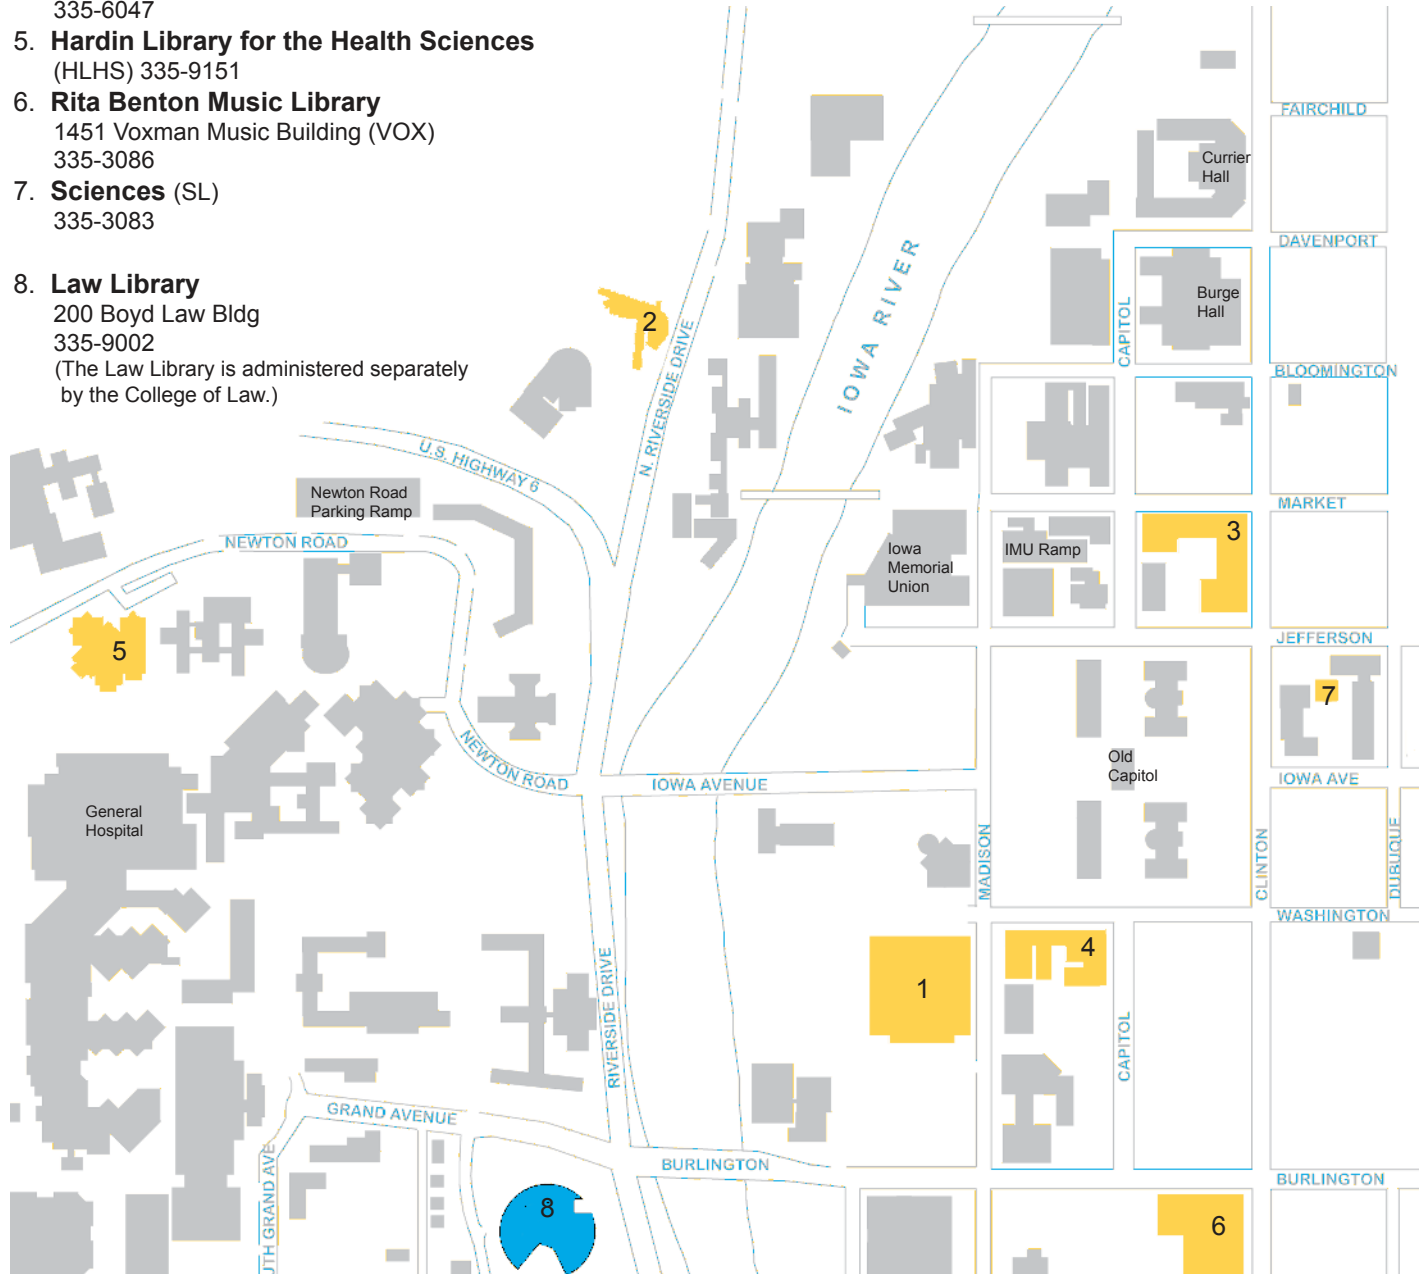 335-6047
5. Hardin Library for the Health Sciences
(HLHS) 335-9151
6. Rita Benton Music Library
1451 Voxman Music Building (VOX)
335-3086
7. Sciences (SL)
335-3083
8. Law Library
200 Boyd Law Bldg
335-9002
(The Law Library is administered separately
by the College of Law.)
FAIRCHILD
Currier
Hall
DAVENPORT
Burge
Hall
CAPITOL
IOWA RIVER
2
N. RIVERSIDE DRIVE
BLOOMINGTON
U.S. HIGHWAY 6
Newton Road
Parking Ramp
MARKET
3
NEWTON ROAD
Iowa
Memorial
Union
IMU Ramp
JEFFERSON
5
7
NEWTON ROAD
Old
Capitol
IOWA AVENUE
IOWA AVE
General
Hospital
MADISON
CLINTON
DUBUQUE
WASHINGTON
4
1
RIVERSIDE DRIVE
CAPITOL
GRAND AVENUE
BURLINGTON
BURLINGTON
UTH GRAND AVE
8
6